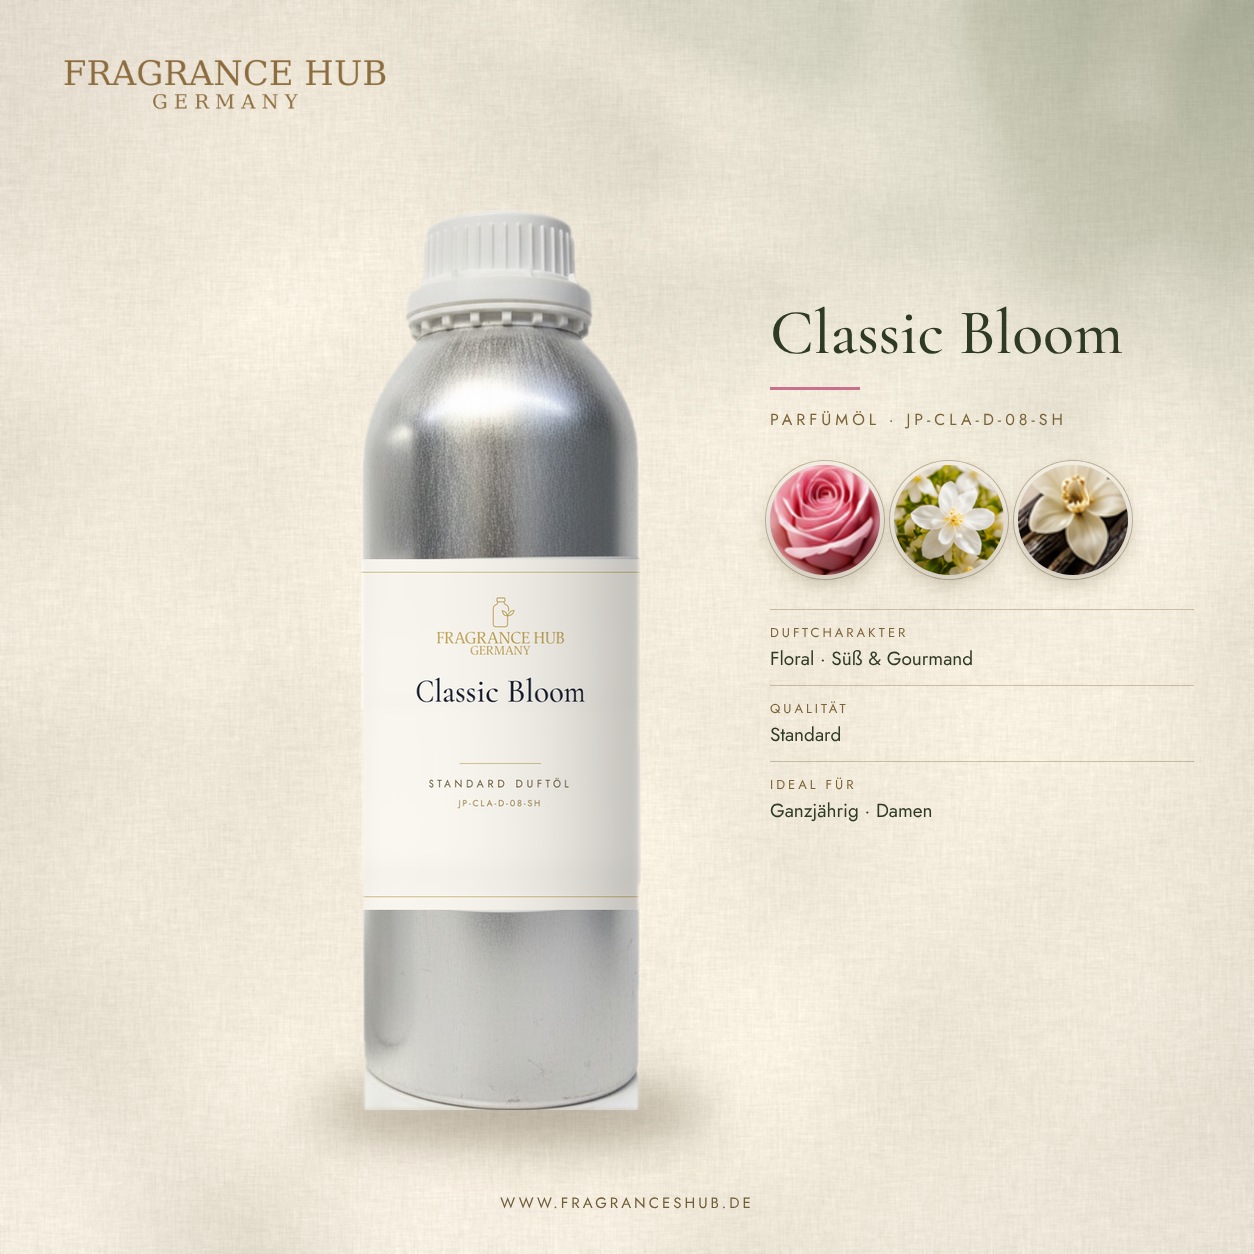 FRAGRANCE HUB
GERMANY
Classic Bloom
PARFÜMÖL · JP-CLA-D-08-SH
DUFTCHARAKTER
Floral · Süß & Gourmand
QUALITÄT
Standard
IDEAL FÜR
Ganzjährig · Damen
FRAGRANCE HUB
GERMANY
Classic Bloom
STANDARD DUFTÖL
JP-CLA-D-08-SH
WWW.FRAGRANCESHUB.DE